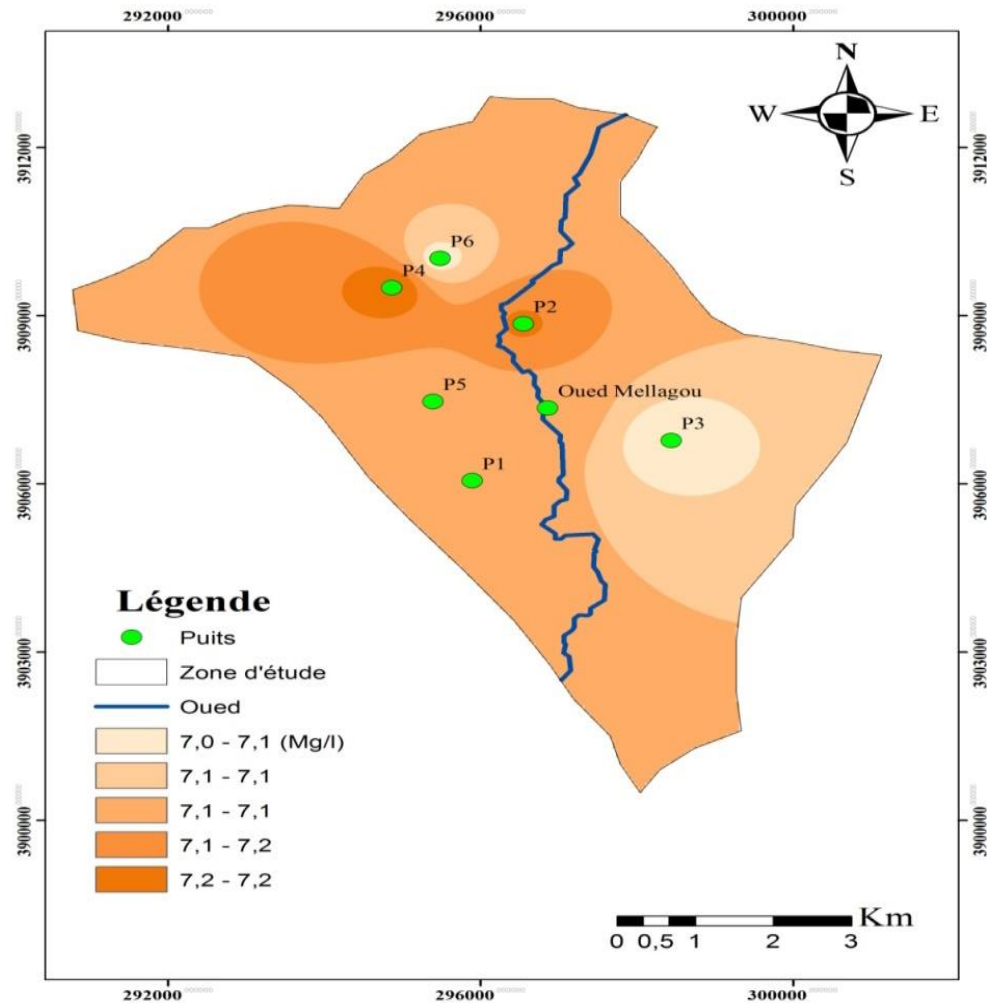 292000 296000 300000
N
W E
S
3912000 3912000
P6
P4
3909000 P2 3909000
P5 Oued Mellagou
P3
P1
3906000 3906000
Légende
Puits
3903000 Zone d'étude 3903000
Oued
7,0 - 7,1 (Mg/l)
7,1 - 7,1
3900000 7,1 - 7,1 3900000
7,1 - 7,2
7,2 - 7,2
Km
0 0,5 1 2 3
292000 296000 300000